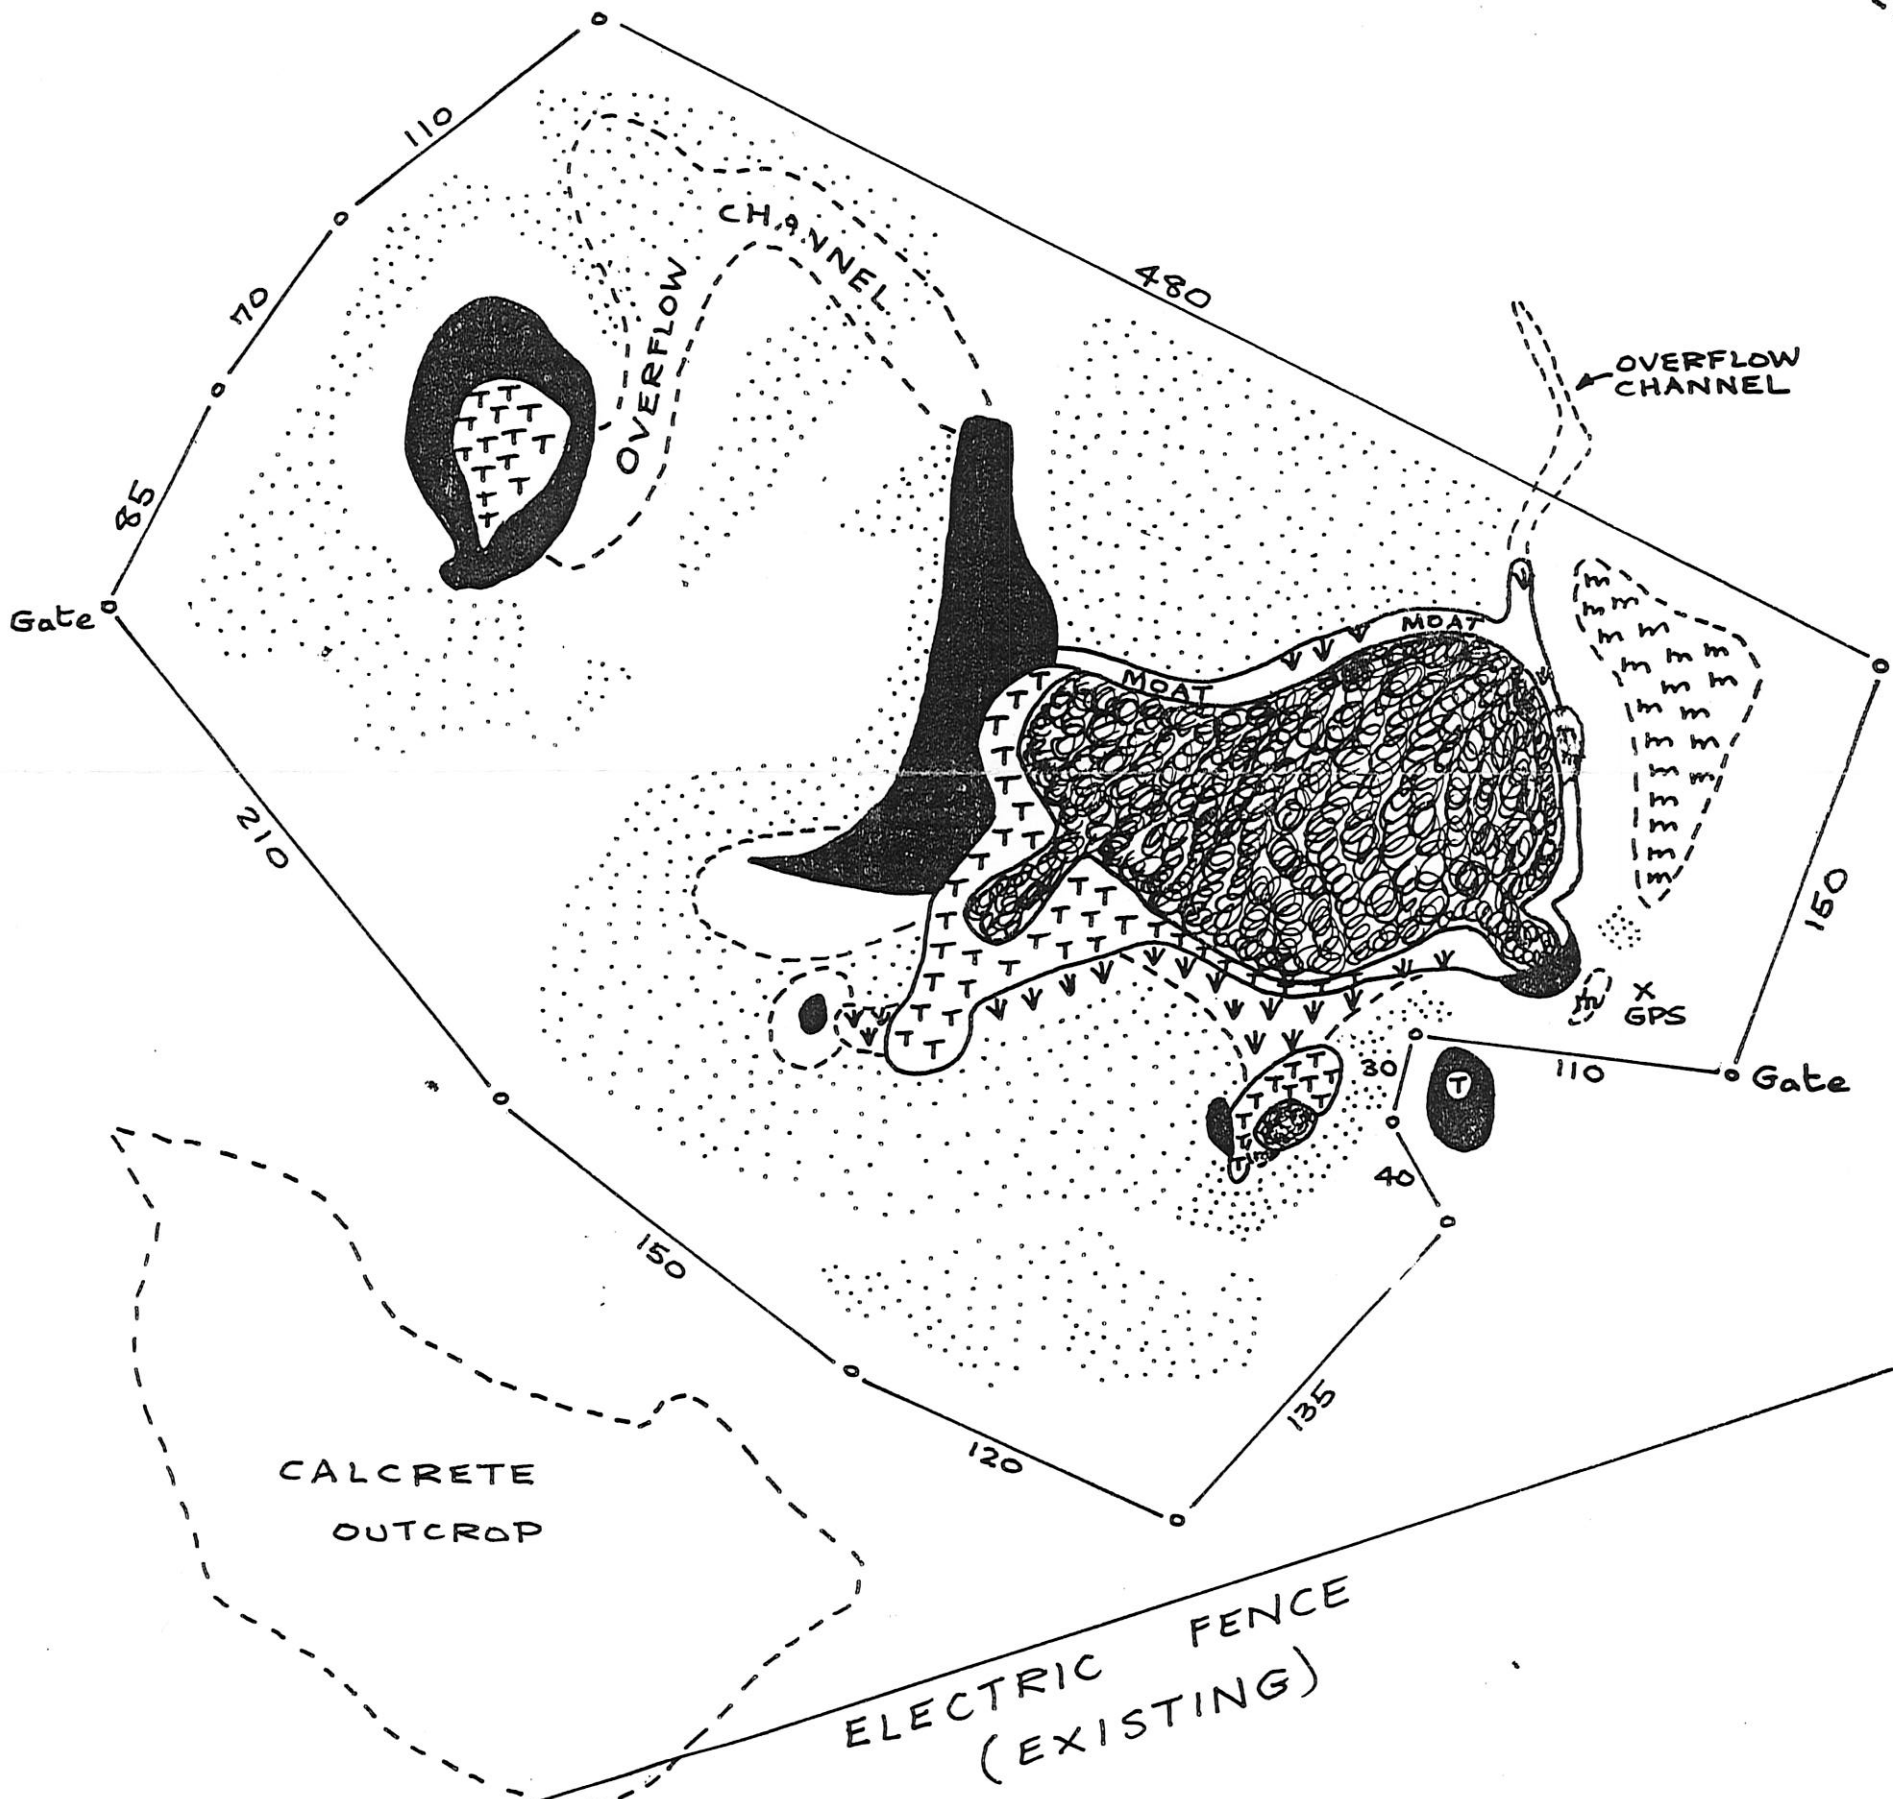 110
CHANNEL
480
70
OVERFLOW
OVERFLOW
CHANNEL
85
Gate
MOAT
MOAT
210
150
GPS
30
110
Gate
40
150
135
120
CALCRETE
OUTCROP
ELECTRIC FENCE
(EXISTING)